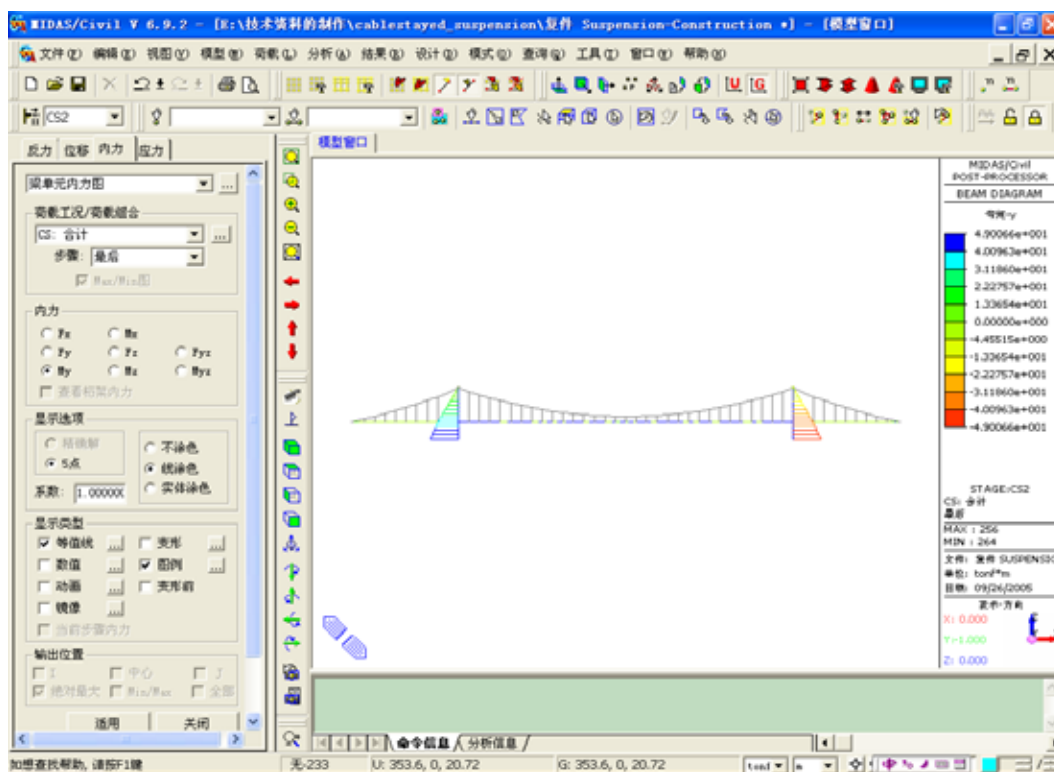 MIDAS/Civil V 6.9.2 - [E:\技术资料的制作\cablestayed_suspension\复件 Suspension-Construction *] - [模型窗口]
文件(F) 编辑(E) 视图(V) 模型(M) 荷载(L) 分析(A) 结果(R) 设计(D) 模式(M) 查询(Q) 工具(T) 窗口(W) 帮助(H)
CS2
反力 位移 内力 应力
模型窗口
梁单元内力图 ...
荷载工况/荷载组合
CS: 合计 ...
步骤: 最后
Max/Min图
内力
Fx Mx
Fy Fz Fyz
My Mz Myz
查看桁架内力
显示选项
精确解
5点
不涂色
线涂色
实体涂色
系数: 1.000000
显示类型
等值线 ... 变形 ...
数值 ... 图例 ...
动画 ... 变形前
镜像 ...
当前步骤内力
输出位置
I 中心 J
绝对最大 Min/Max 全部
适用 关闭
MIDAS/Civil
POST-PROCESSOR
BEAM DIAGRAM
弯矩-y
4.90066e+001
4.00963e+001
3.11860e+001
2.22757e+001
1.33654e+001
0.00000e+000
-4.45515e+000
-1.33654e+001
-2.22757e+001
-3.11860e+001
-4.00963e+001
-4.90066e+001
STAGE:CS2
CS: 合计
最后
MAX : 256
MIN : 264
文件: 复件 SUSPENSIO
单位: tonf*m
日期: 09/26/2005
表示-方向
X: 0.000
Y:-1.000
Z: 0.000
命令信息 分析信息
如想查找帮助, 请按F1键
无-233
U: 353.6, 0, 20.72
G: 353.6, 0, 20.72
tonf
m
中